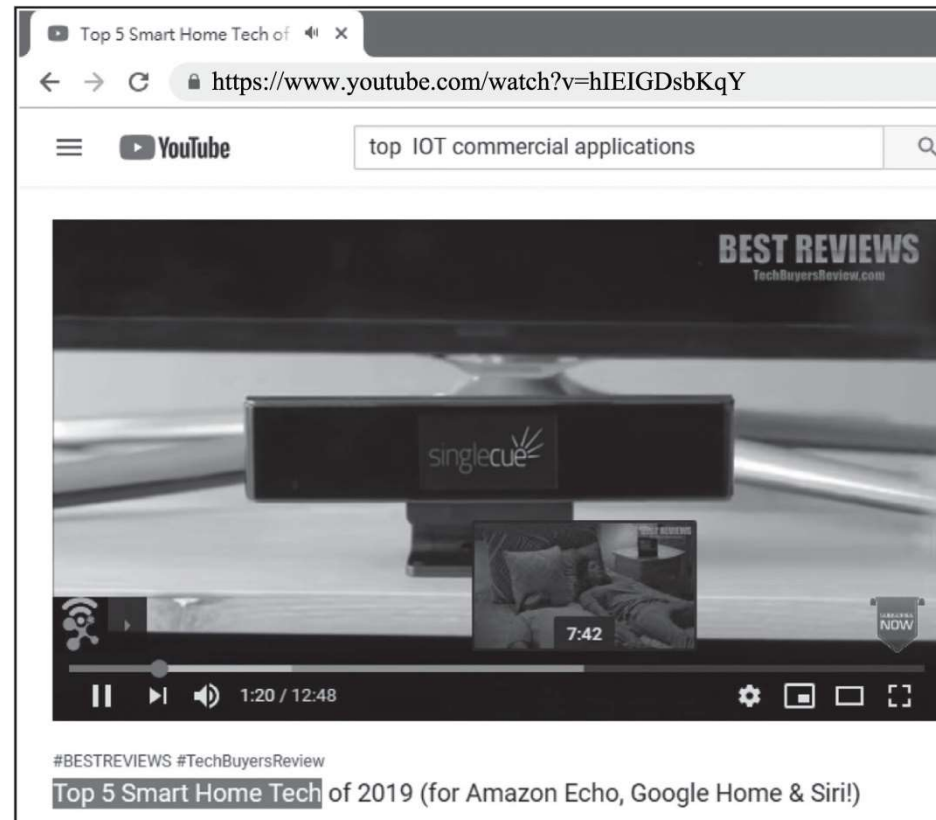 Top 5 Smart Home Tech of
https://www.youtube.com/watch?v=hIEIGDsbKqY
YouTube
top IOT commercial applications
BEST REVIEWS
TechBuyersReview.com
singlecue
BEST REVIEWS
7:42
SUBSCRIBE
NOW
1:20 / 12:48
#BESTREVIEWS #TechBuyersReview
Top 5 Smart Home Tech of 2019 (for Amazon Echo, Google Home & Siri!)